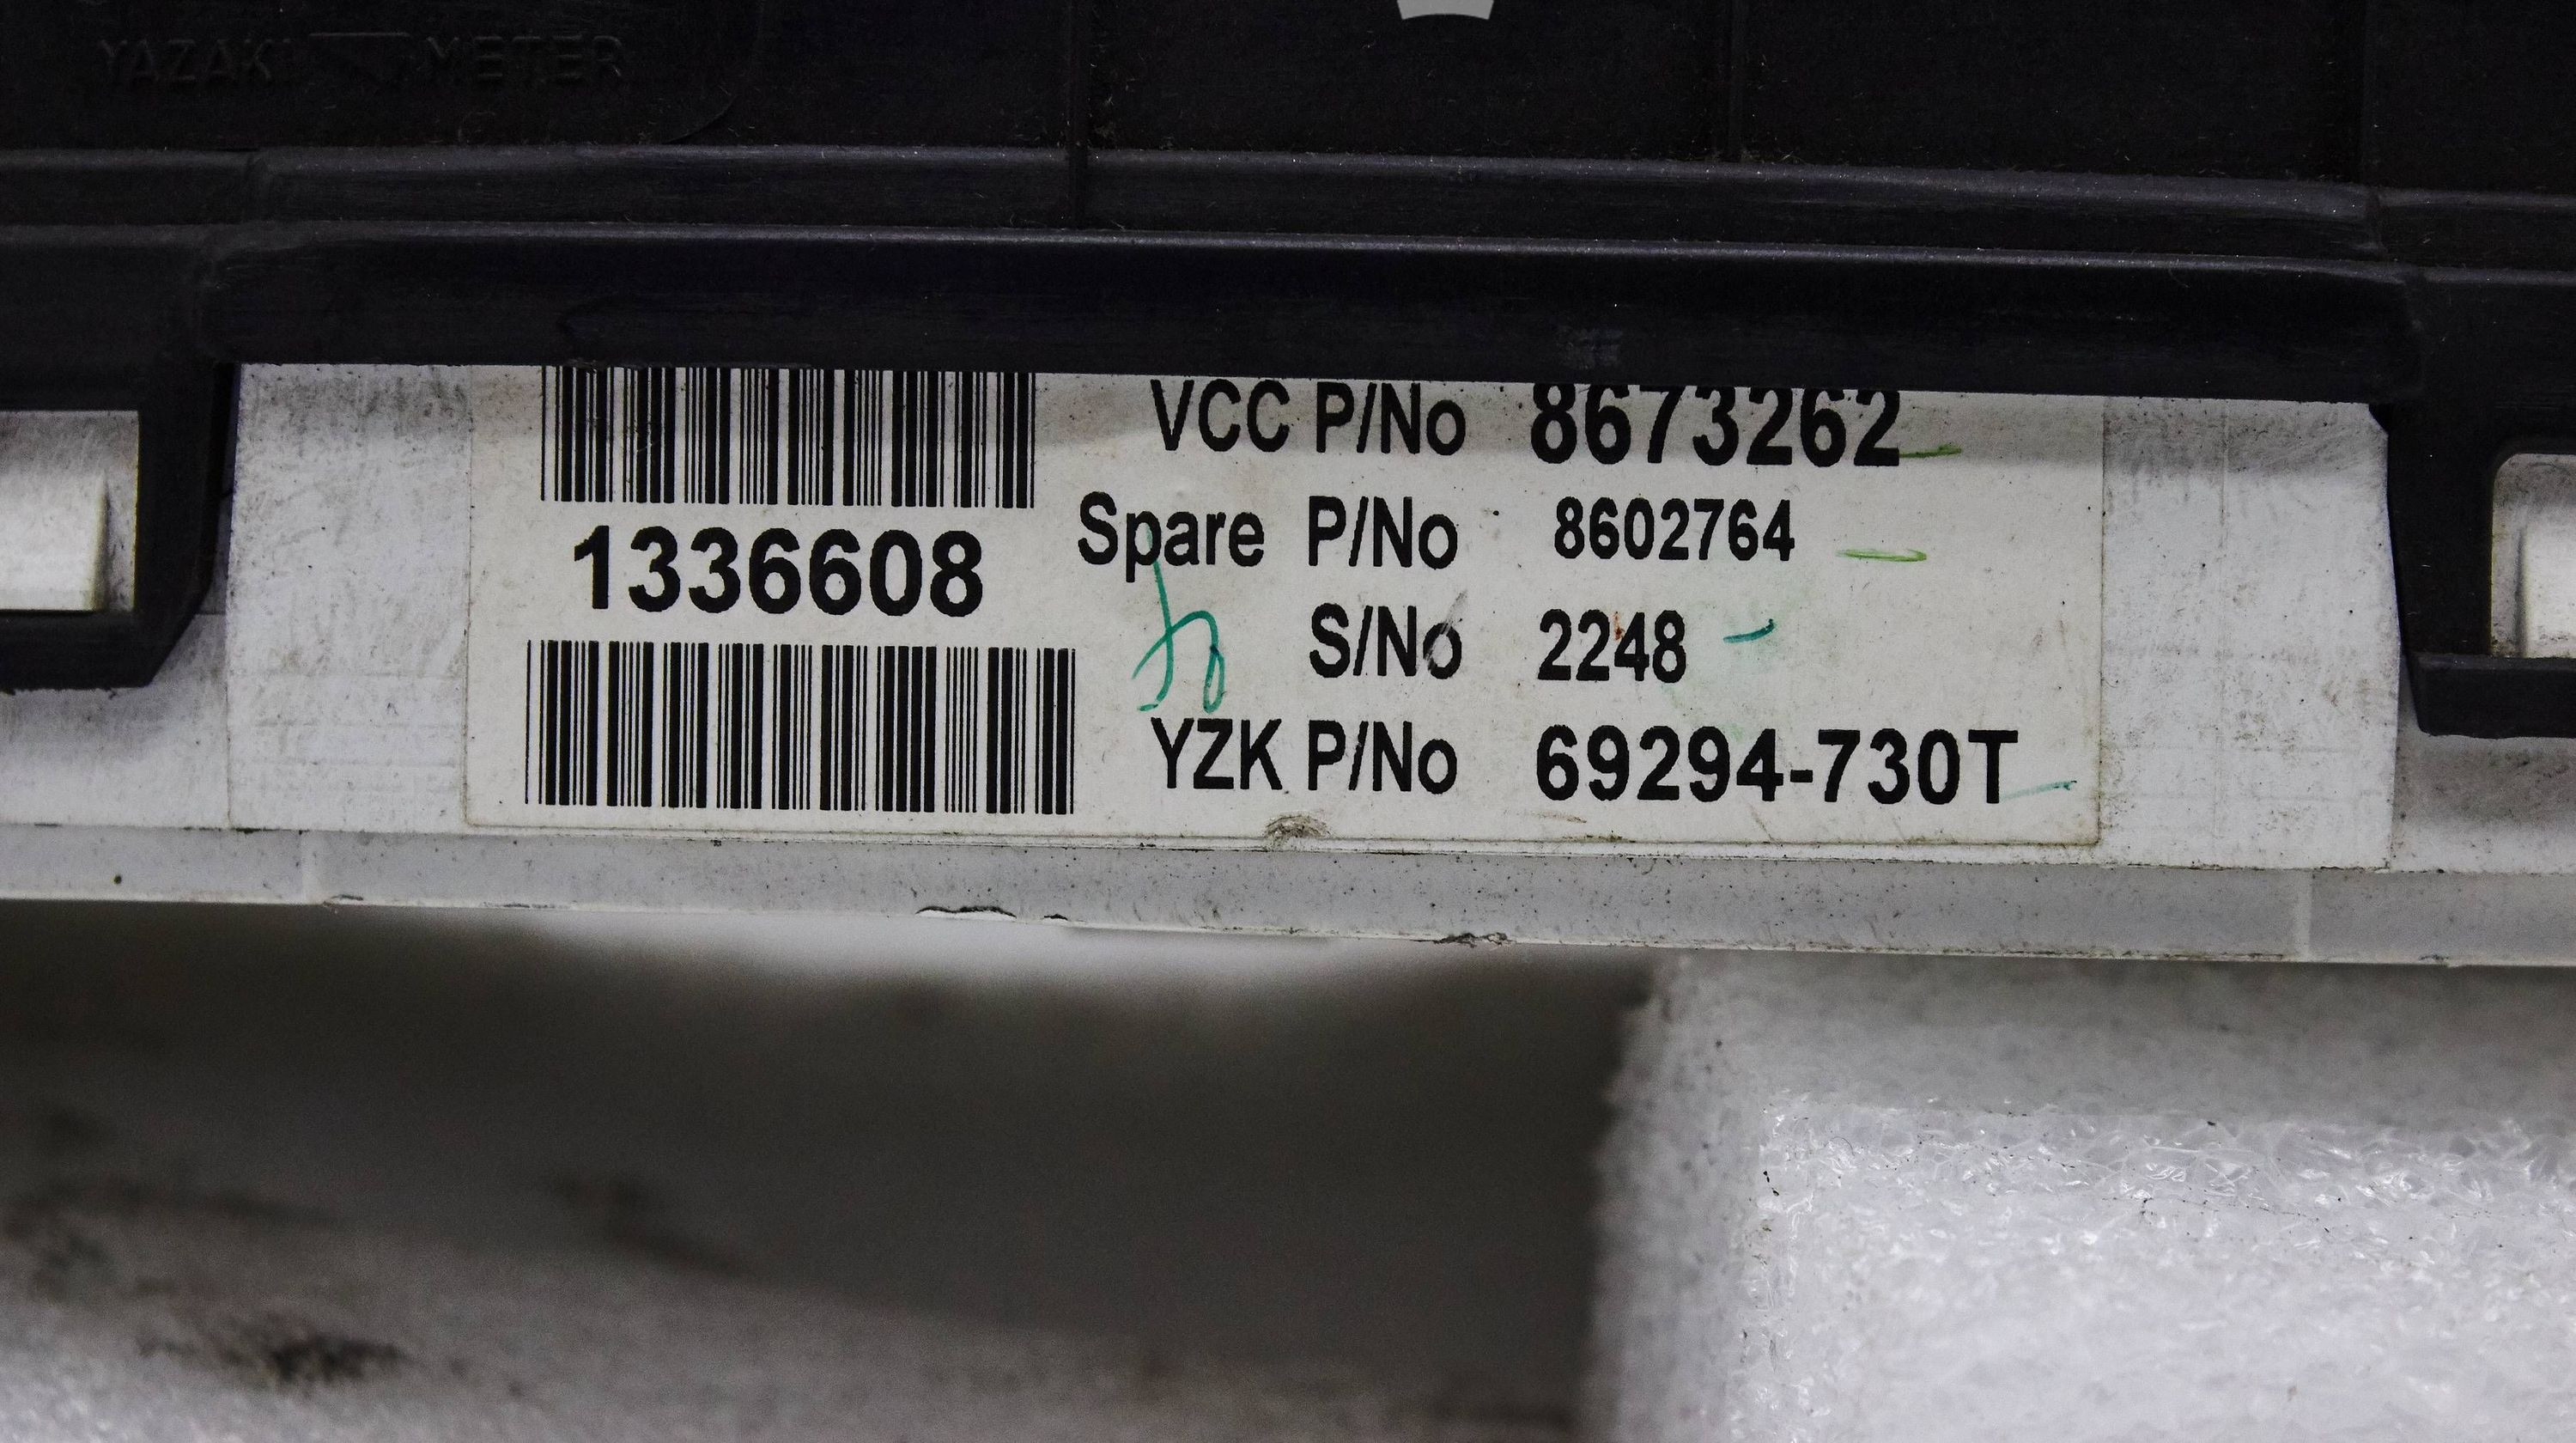 YAZAKI METER
VCC P/No 8673262
1336608
Spare P/No 8602764
S/No 2248
YZK P/No 69294-730T